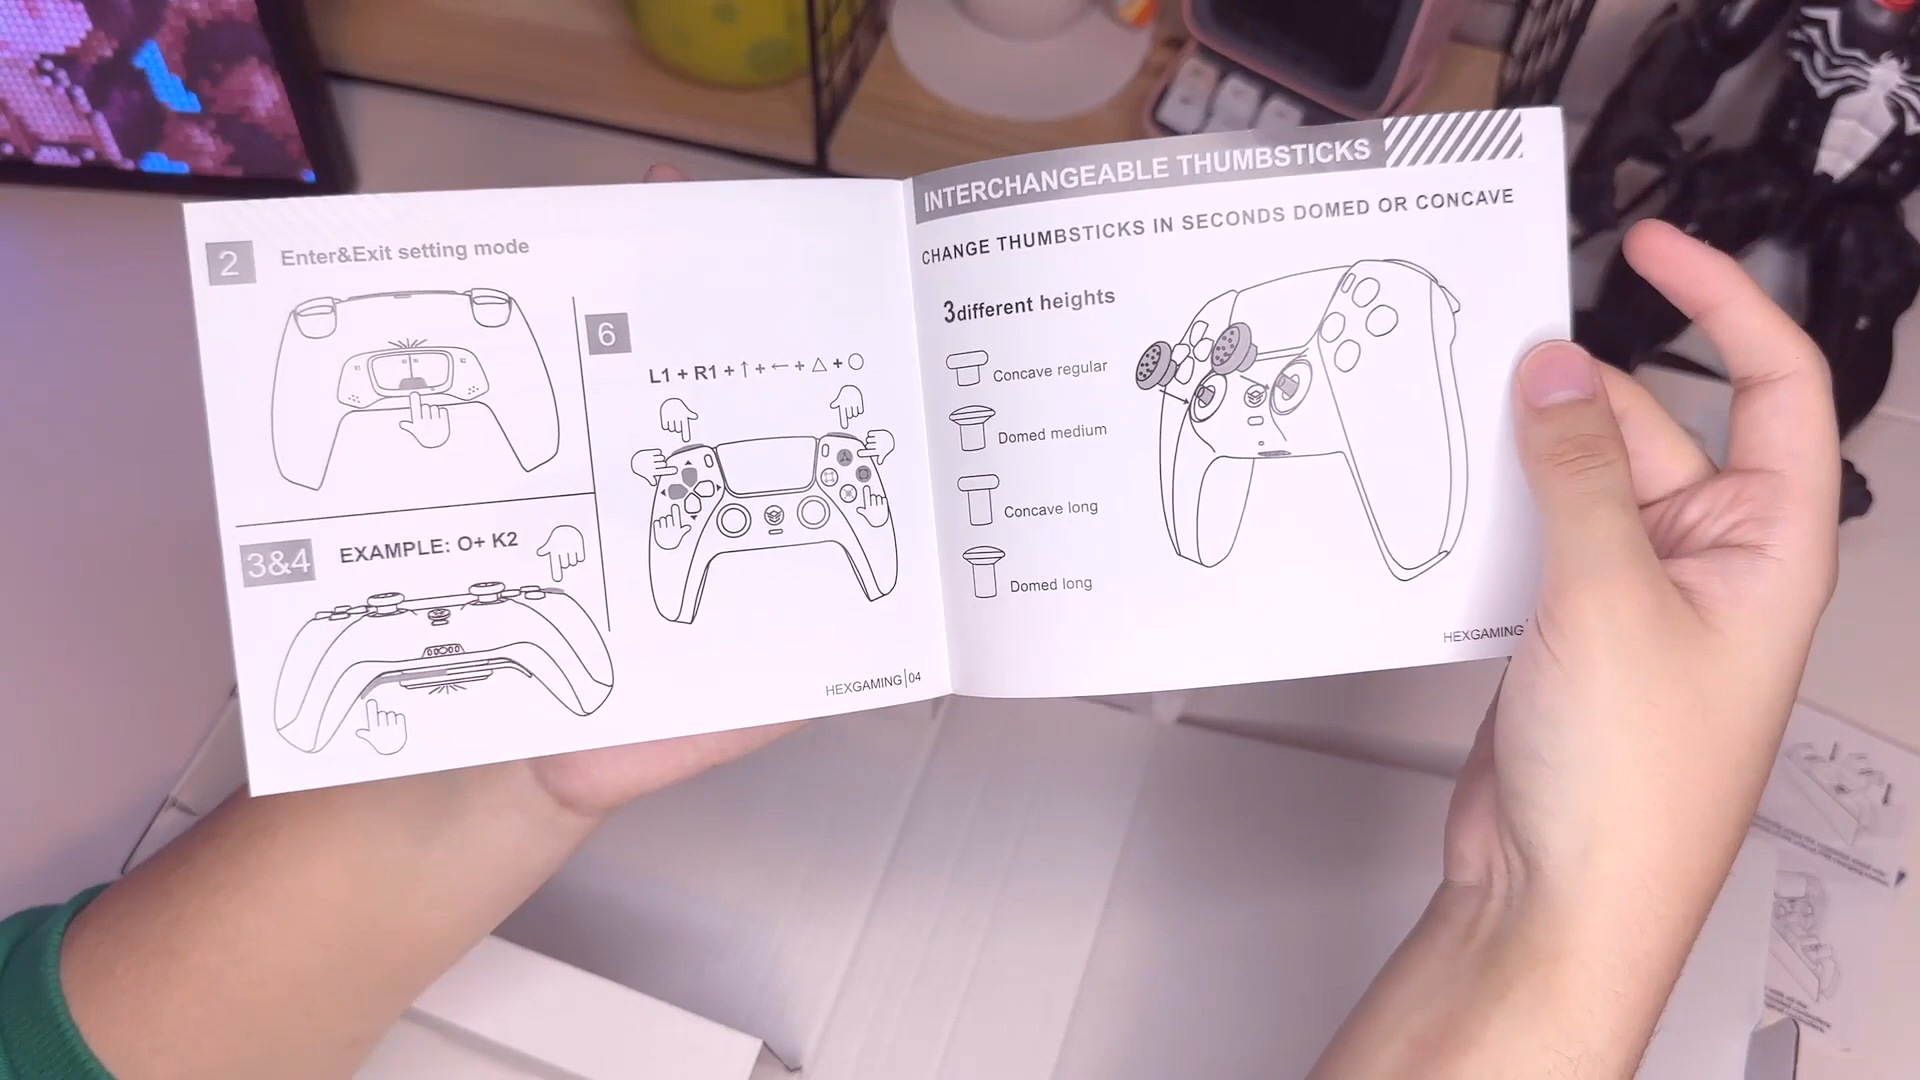 2
Enter&Exit setting mode
3&4
EXAMPLE: O+ K2
6
L1 + R1 + ↑ + ← + △ + ○
HEXGAMING|04
INTERCHANGEABLE THUMBSTICKS
CHANGE THUMBSTICKS IN SECONDS DOMED OR CONCAVE
3different heights
Concave regular
Domed medium
Concave long
Domed long
HEXGAMING